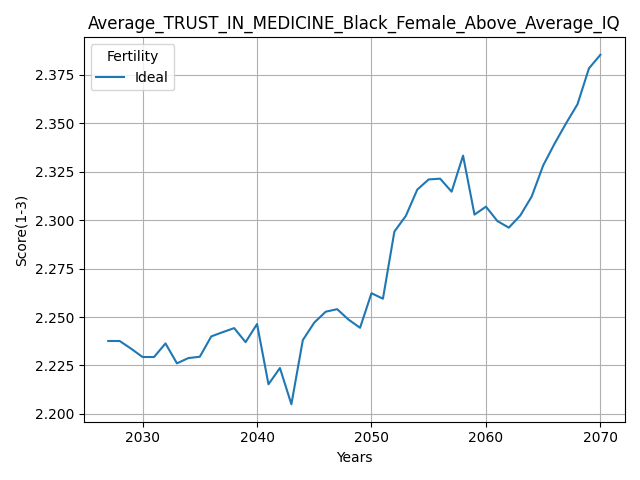 Average_TRUST_IN_MEDICINE_Black_Female_Above_Average_IQ
Fertility
Ideal
2.375
2.350
2.325
2.300
2.275
2.250
2.225
2.200
Score(1-3)
2030 2040 2050 2060 2070
Years